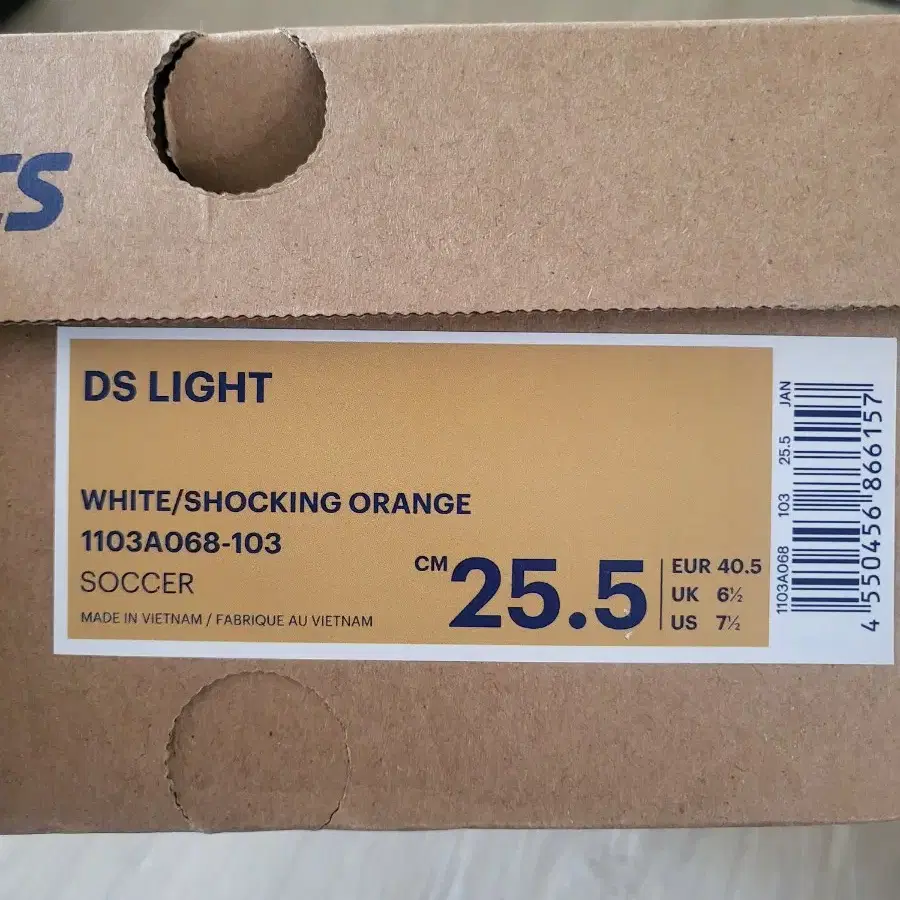 DS LIGHT
WHITE/SHOCKING ORANGE
1103A068-103
SOCCER
MADE IN VIETNAM / FABRIQUE AU VIETNAM
CM 25.5
EUR 40.5
UK 6½
US 7½
1103A068 103 25.5 JAN
4 550456 866157